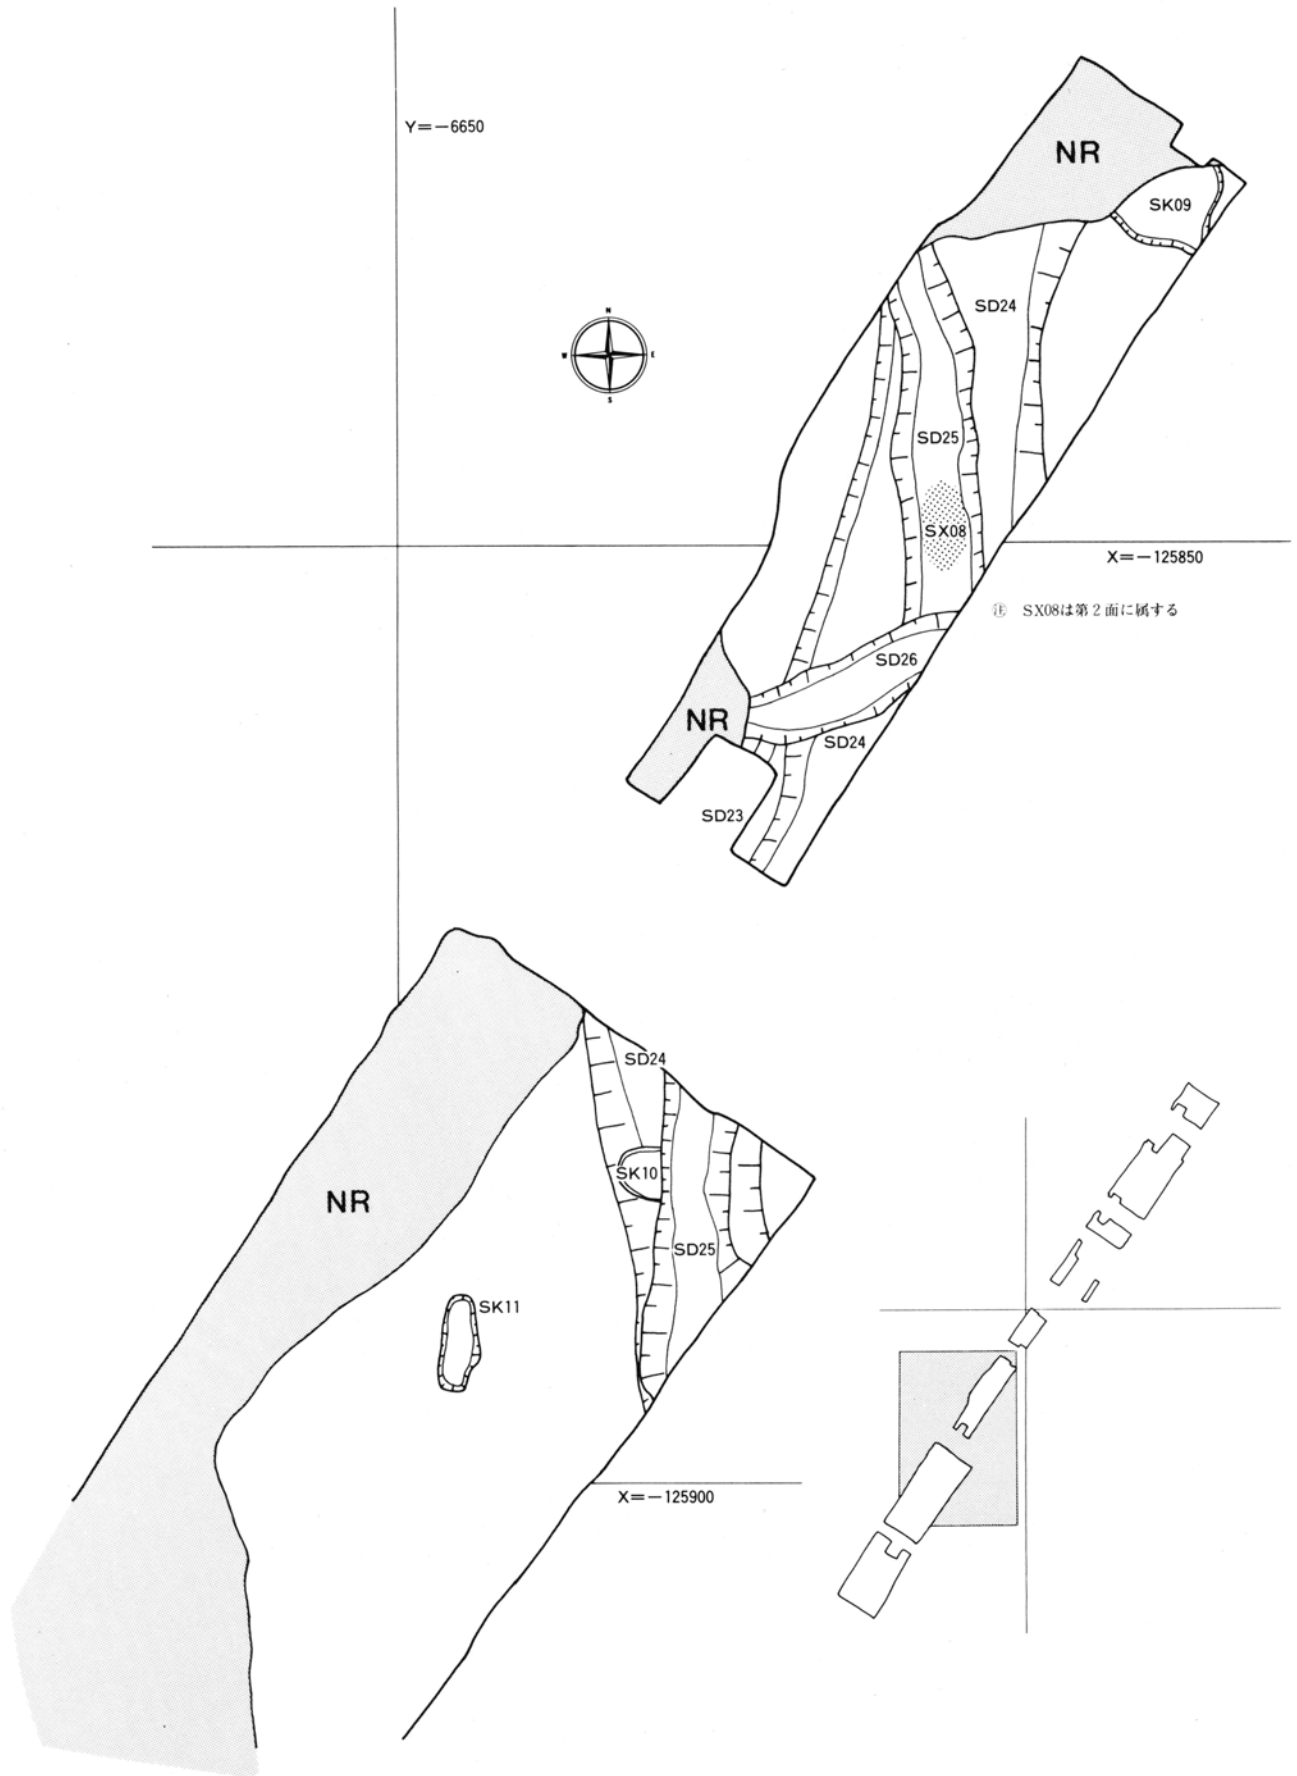 Y=-6650
NR
SK09
N
W E
S
SD24
SD25
SX08
X=-125850
㊟ SX08は第2面に属する
SD26
NR
SD24
SD23
SD24
SK10
NR
SD25
SK11
X=-125900